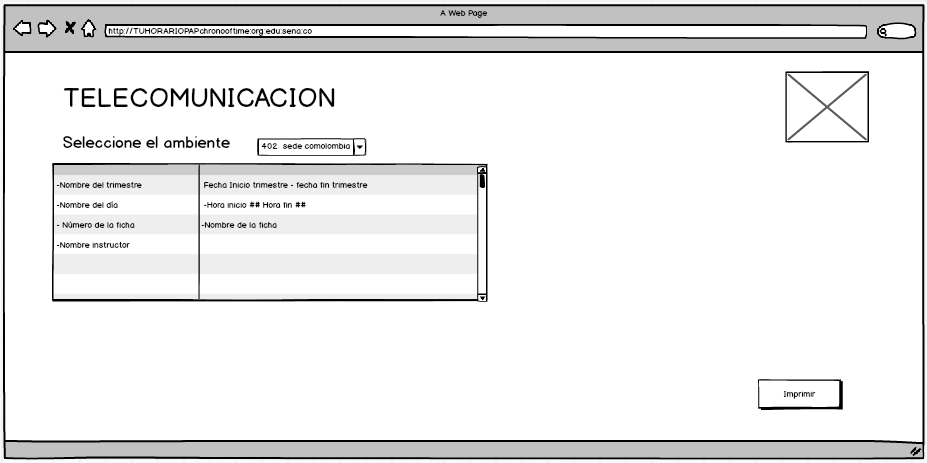 A Web Page
http://TUHORARIOPAPchronooftime:org:edu:sena:co
TELECOMUNICACION
Seleccione el ambiente
402 sede comolombia
-Nombre del trimestre
Fecha Inicio trimestre - fecha fin trimestre
-Nombre del día
-Hora inicio ## Hora fin ##
- Número de la ficha
-Nombre de la ficha
-Nombre instructor
Imprimir